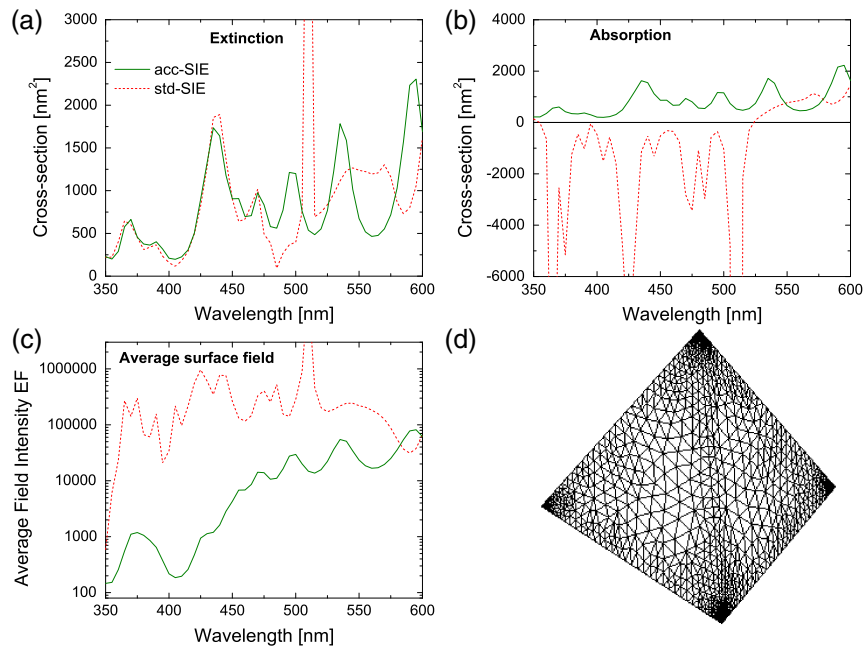 (a)
Extinction
acc-SIE
std-SIE
3000
2500
2000
1500
1000
500
0
Cross-section [nm²]
350 400 450 500 550 600
Wavelength [nm]
(b)
Absorption
4000
2000
0
-2000
-4000
-6000
Cross-section [nm²]
350 400 450 500 550 600
Wavelength [nm]
(c)
Average surface field
1000000
100000
10000
1000
100
Average Field Intensity EF
350 400 450 500 550 600
Wavelength [nm]
(d)